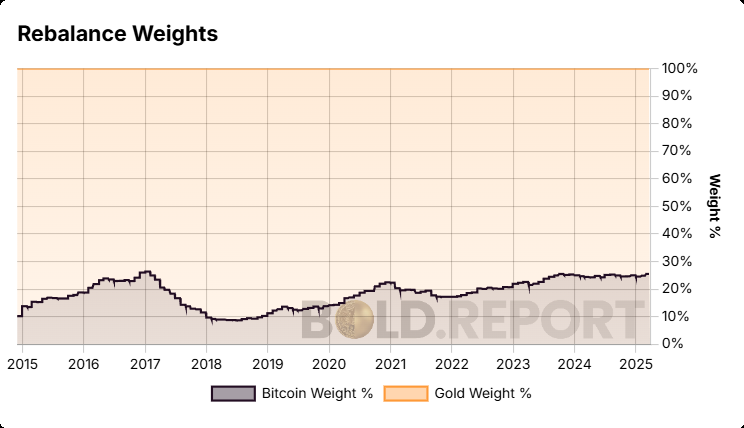 Rebalance Weights
100%
90%
80%
70%
60%
50%
40%
30%
20%
10%
0%
Weight %
BOLD.REPORT
2015 2016 2017 2018 2019 2020 2021 2022 2023 2024 2025
Bitcoin Weight % Gold Weight %